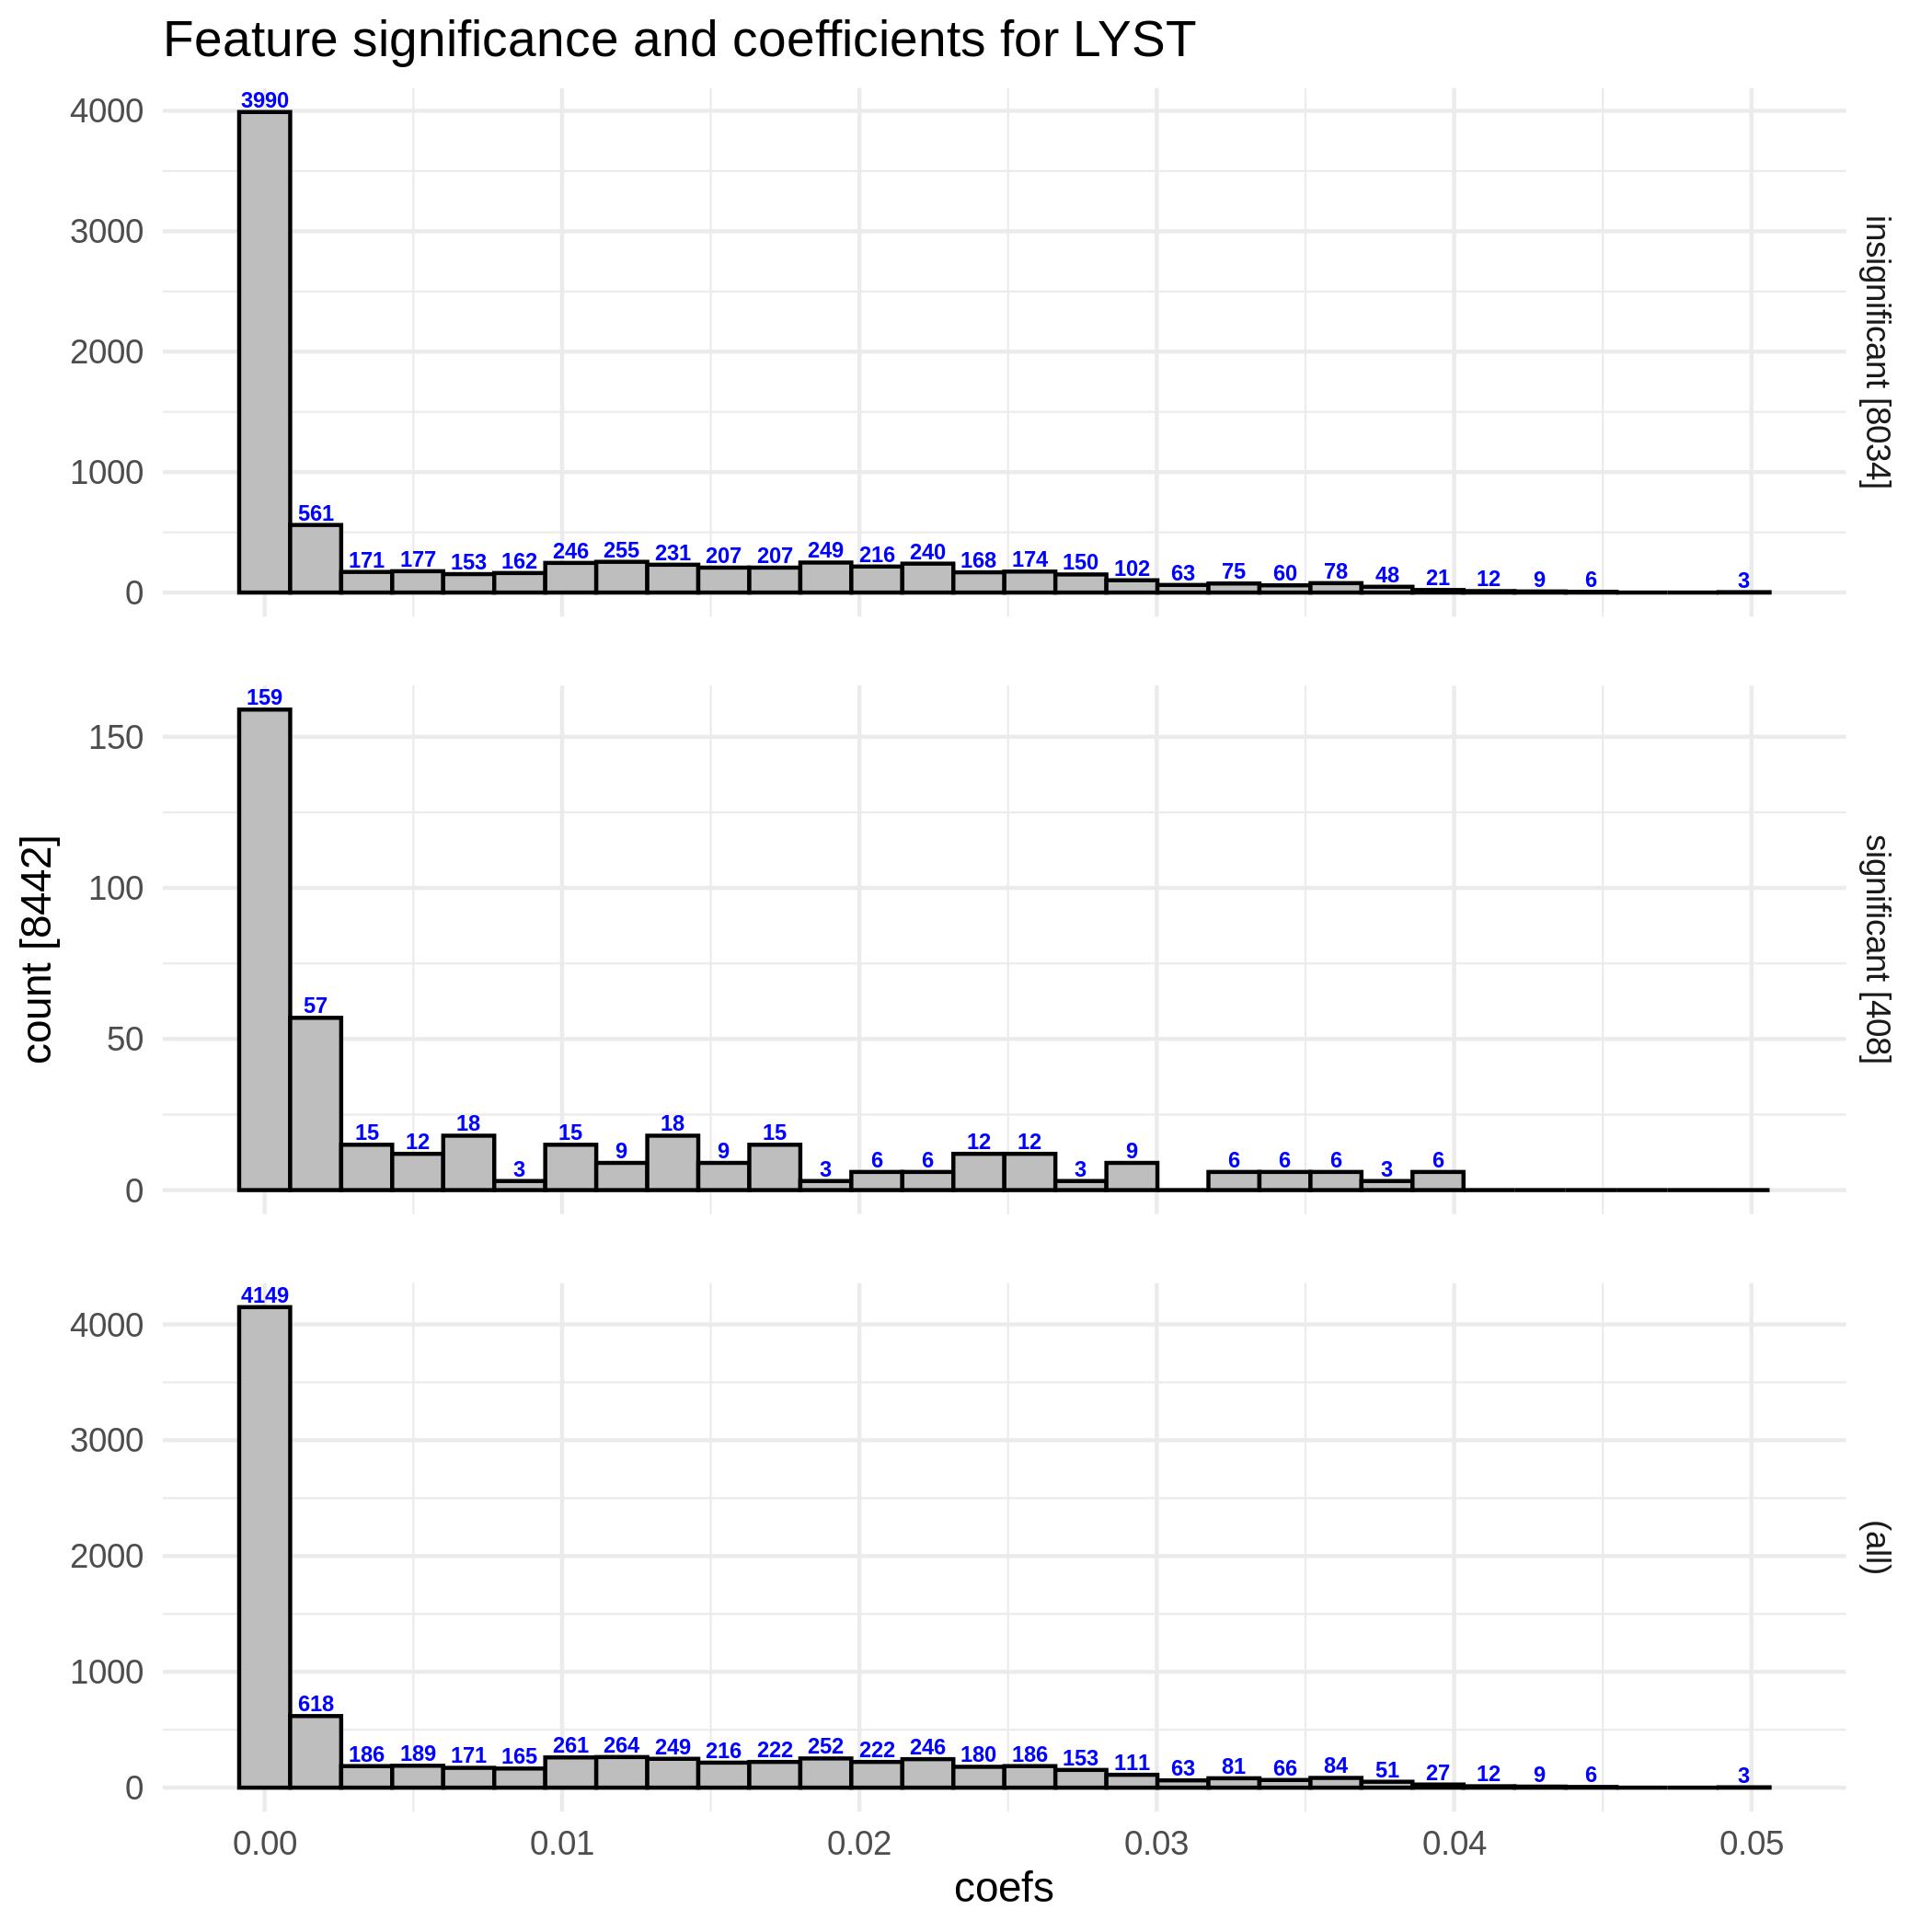 Feature significance and coefficients for LYST
4000
3000
2000
1000
0
3990
561
171 177 153 162 246 255 231 207 207 249 216 240 168 174 150 102 63 75 60 78 48 21 12 9 6 3
insignificant [8034]
count [8442]
150
100
50
0
159
57
15 12 18 3 15 9 18 9 15 3 6 6 12 12 3 9 6 6 6 3 6
significant [408]
4000
3000
2000
1000
0
4149
618
186 189 171 165 261 264 249 216 222 252 222 246 180 186 153 111 63 81 66 84 51 27 12 9 6 3
(all)
0.00 0.01 0.02 0.03 0.04 0.05
coefs